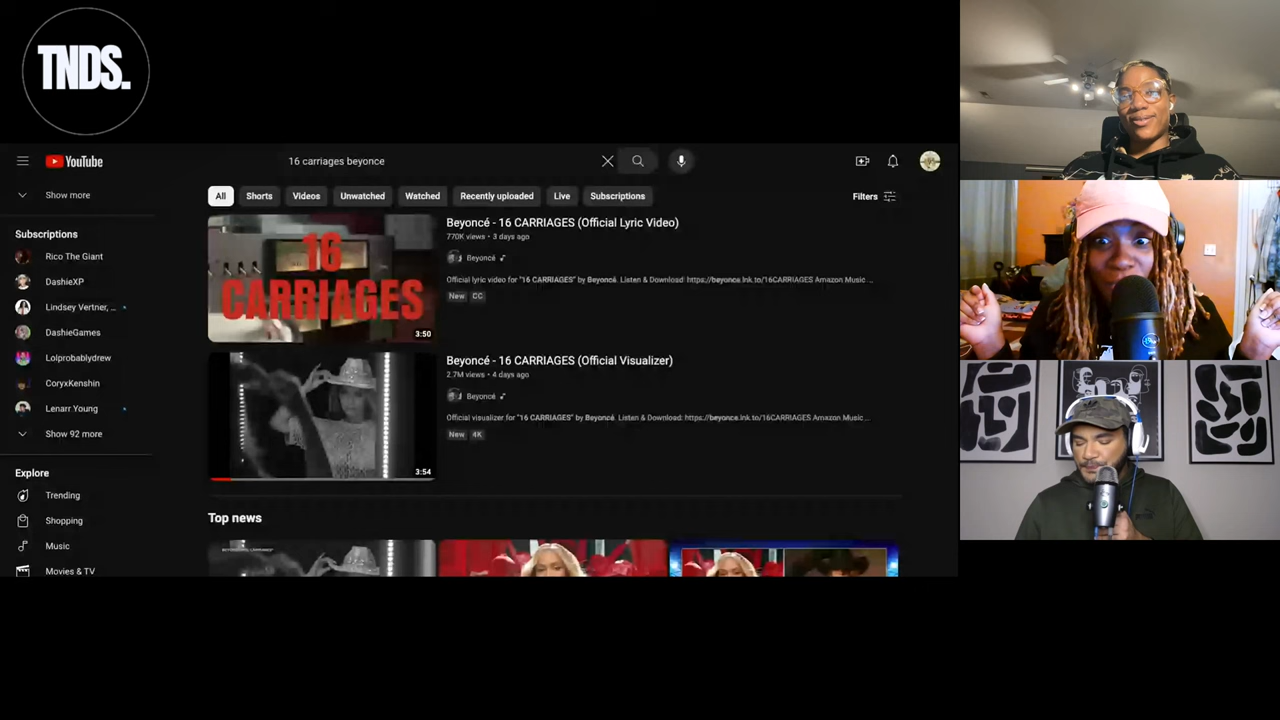 TNDS.
YouTube
16 carriages beyonce
Show more
All
Shorts
Videos
Unwatched
Watched
Recently uploaded
Live
Subscriptions
Filters
Subscriptions
Rico The Giant
DashieXP
Lindsey Vertner, ...
DashieGames
Lolprobablydrew
CoryxKenshin
Lenarr Young
Show 92 more
Explore
Trending
Shopping
Music
Movies & TV
16
CARRIAGES
3:50
Beyoncé - 16 CARRIAGES (Official Lyric Video)
770K views • 3 days ago
Beyoncé
Official lyric video for "16 CARRIAGES" by Beyoncé. Listen & Download: https://beyonce.lnk.to/16CARRIAGES Amazon Music ...
New CC
3:54
Beyoncé - 16 CARRIAGES (Official Visualizer)
2.7M views • 4 days ago
Beyoncé
Official visualizer for "16 CARRIAGES" by Beyoncé. Listen & Download: https://beyonce.lnk.to/16CARRIAGES Amazon Music...
New 4K
Top news